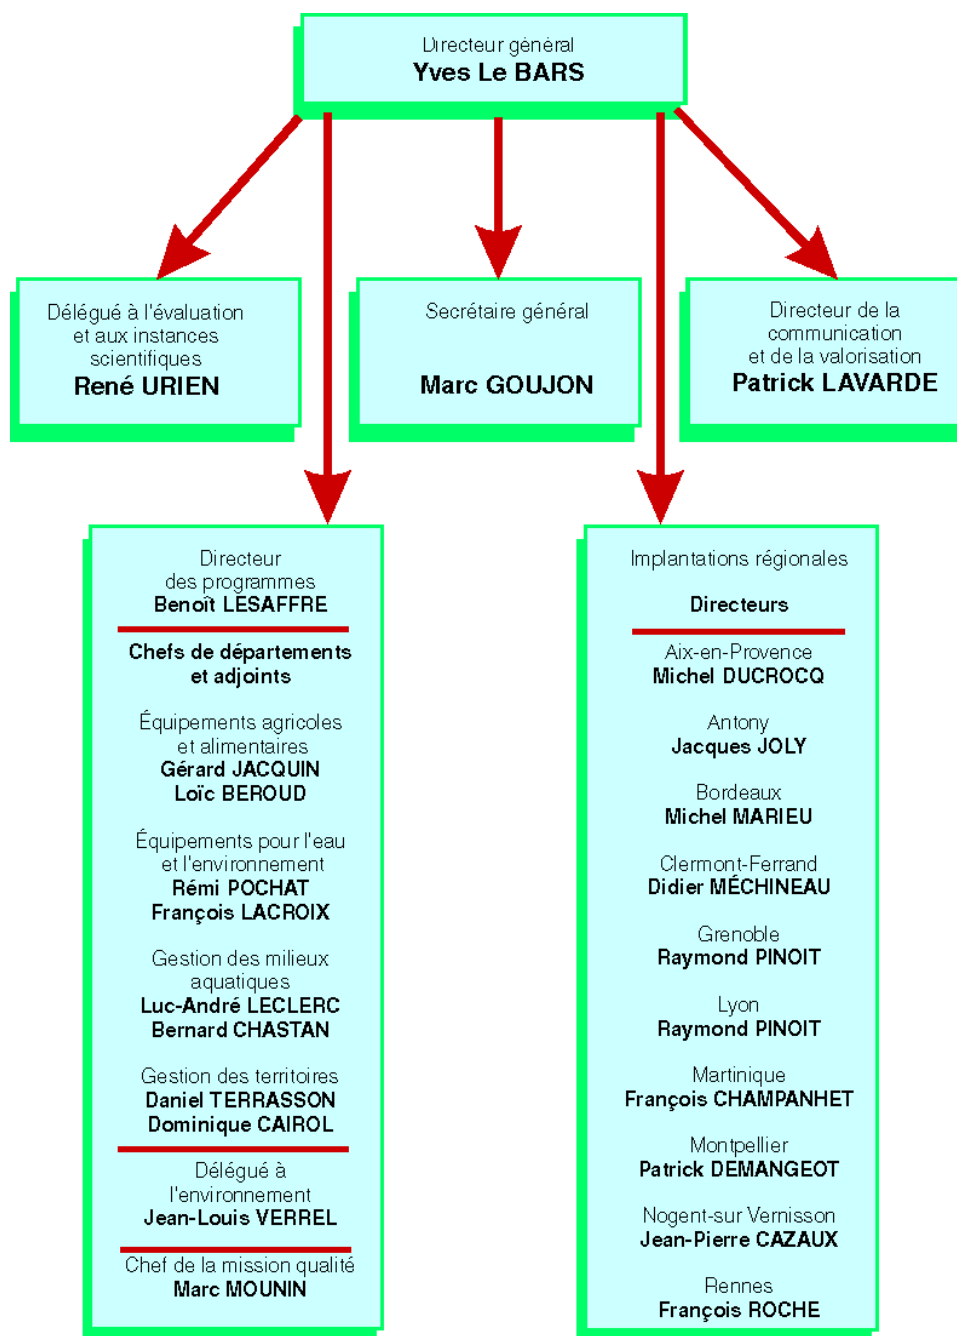 Directeur général
Yves Le BARS
Délégué à l'évaluation
et aux instances
scientifiques
René URIEN
Secrétaire général
Marc GOUJON
Directeur de la
communication
et de la valorisation
Patrick LAVARDE
Directeur
des programmes
Benoît LESAFFRE
Chefs de départements
et adjoints
Équipements agricoles
et alimentaires
Gérard JACQUIN
Loïc BEROUD
Équipements pour l'eau
et l'environnement
Rémi POCHAT
François LACROIX
Gestion des milieux
aquatiques
Luc-André LECLERC
Bernard CHASTAN
Gestion des territoires
Daniel TERRASSON
Dominique CAIROL
Délégué à
l'environnement
Jean-Louis VERREL
Chef de la mission qualité
Marc MOUNIN
Implantations régionales
Directeurs
Aix-en-Provence
Michel DUCROCQ
Antony
Jacques JOLY
Bordeaux
Michel MARIEU
Clermont-Ferrand
Didier MÉCHINEAU
Grenoble
Raymond PINOIT
Lyon
Raymond PINOIT
Martinique
François CHAMPANHET
Montpellier
Patrick DEMANGEOT
Nogent-sur Vernisson
Jean-Pierre CAZAUX
Rennes
François ROCHE